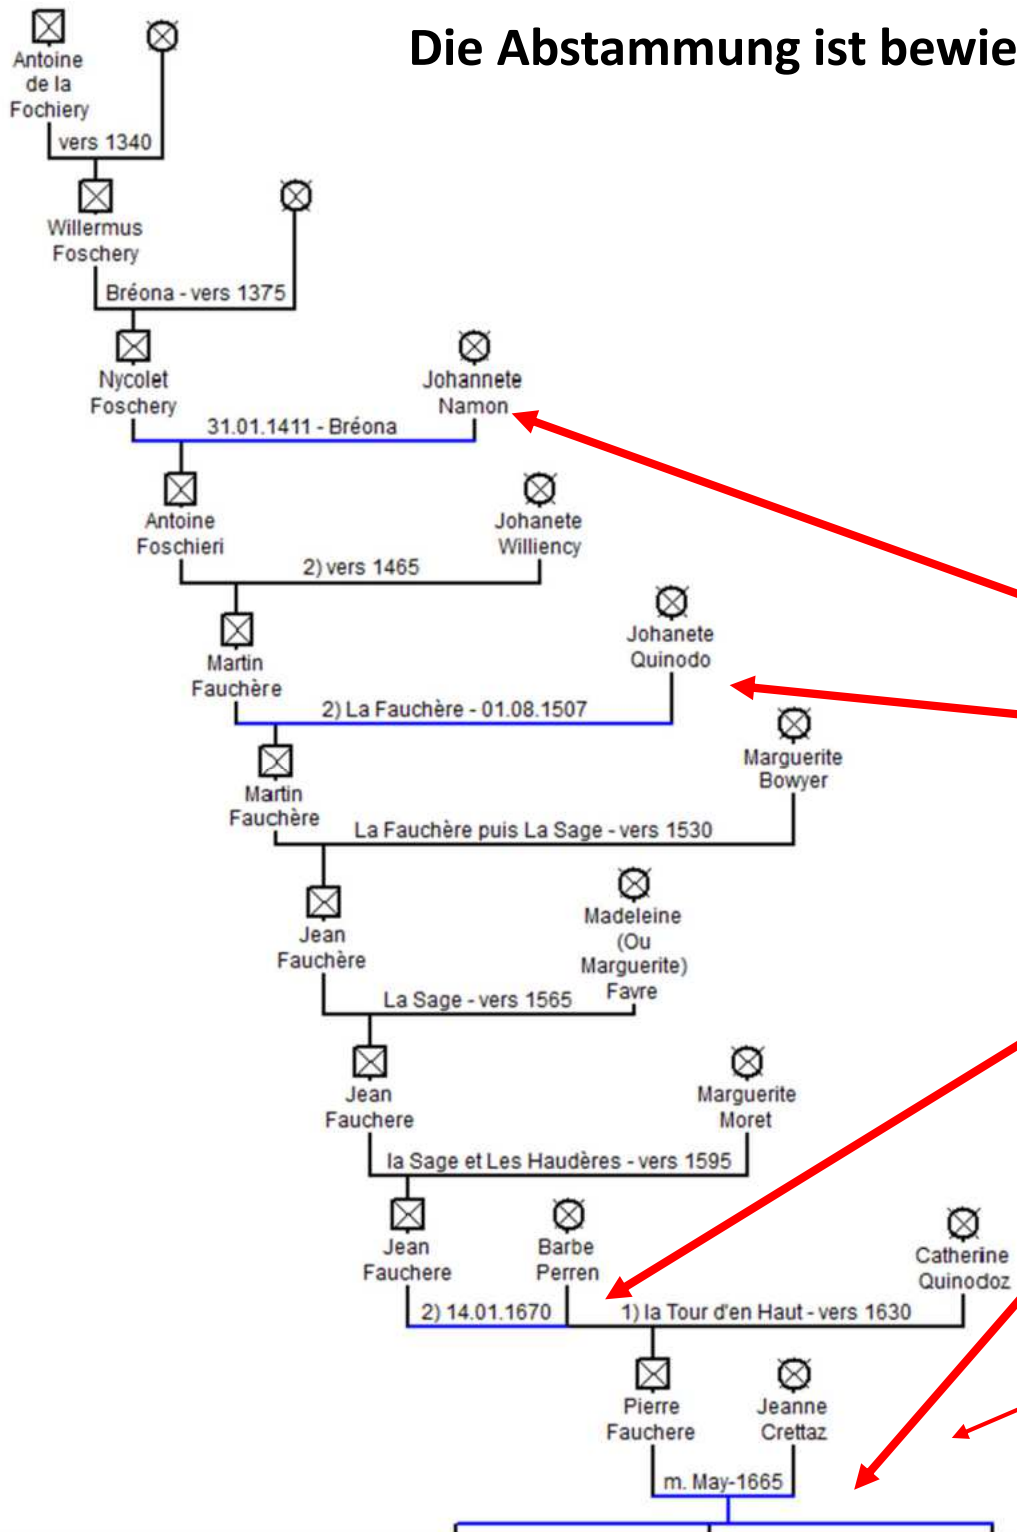 Die Abstammung ist bewie
Antoine
de la
Fochiery
vers 1340
Willermus
Foschery
Bréona - vers 1375
Nycolet
Foschery
Johannete
Namon
31.01.1411 - Bréona
Antoine
Foschieri
Johanete
Williency
2) vers 1465
Martin
Fauchère
Johanete
Quinodo
2) La Fauchère - 01.08.1507
Martin
Fauchère
Marguerite
Bowyer
La Fauchère puis La Sage - vers 1530
Jean
Fauchère
Madeleine
(Ou
Marguerite)
Favre
La Sage - vers 1565
Jean
Fauchere
Marguerite
Moret
la Sage et Les Haudères - vers 1595
Jean
Fauchere
Barbe
Perren
Catherine
Quinodoz
2) 14.01.1670
1) la Tour d'en Haut - vers 1630
Pierre
Fauchere
Jeanne
Crettaz
m. May-1665